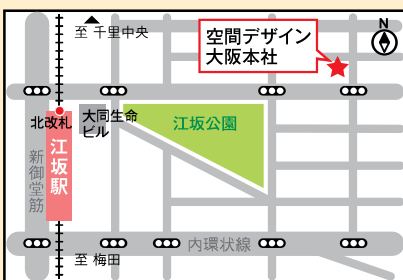 至 千里中央
空間デザイン
大阪本社
N
北改札
大同生命
ビル
江坂公園
江坂駅
新御堂筋
内環状線
至 梅田